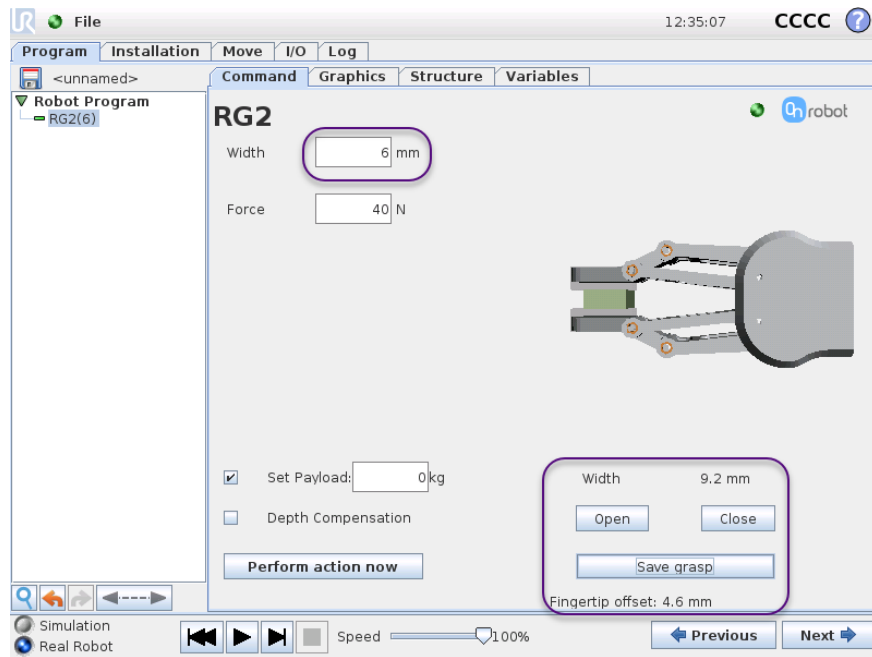 File 12:35:07 CCCC ?
Program Installation Move I/O Log
<unnamed> Command Graphics Structure Variables
Robot Program
RG2(6)
RG2
On robot
Width 6 mm
Force 40 N
Set Payload: 0 kg
Depth Compensation
Perform action now
Width 9.2 mm
Open Close
Save grasp
Fingertip offset: 4.6 mm
Simulation
Real Robot
Speed 100%
Previous Next